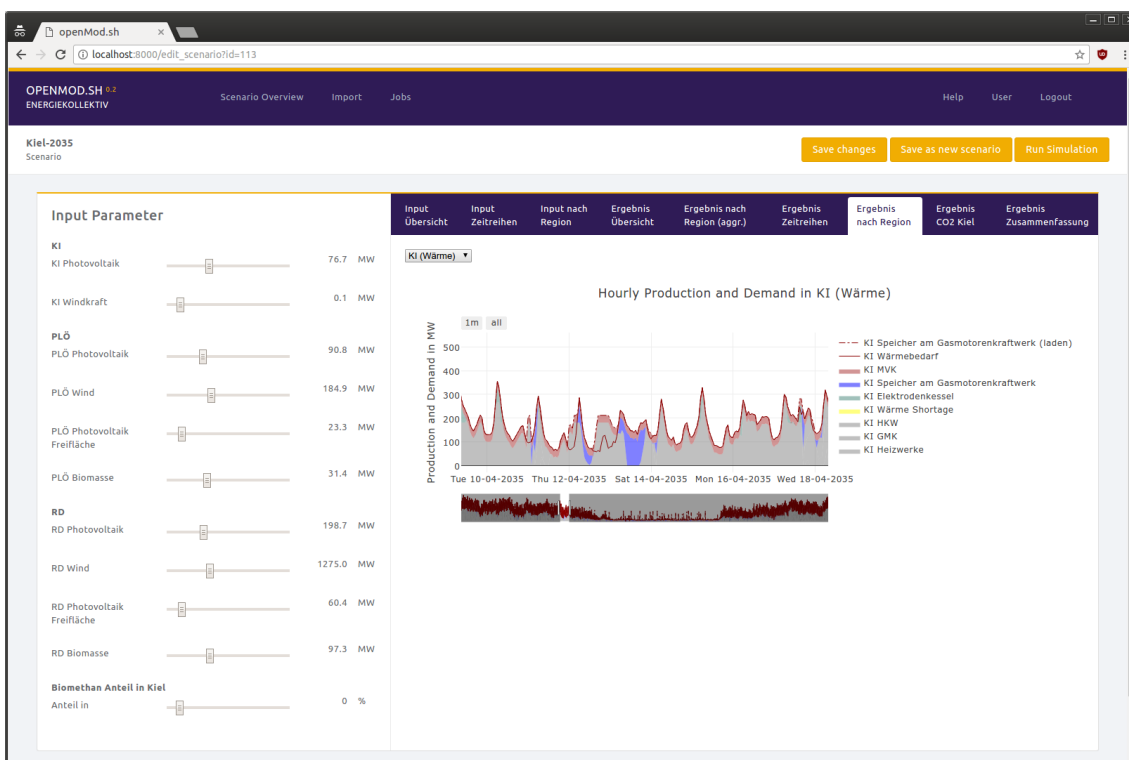 openMod.sh
localhost:8000/edit_scenario?id=113
OPENMOD.SH 0.2
ENERGIEKOLLEKTIV
Scenario Overview Import Jobs Help User Logout
Kiel-2035
Scenario
Save changes Save as new scenario Run Simulation
Input Parameter
KI
KI Photovoltaik 76.7 MW
KI Windkraft 0.1 MW
PLÖ
PLÖ Photovoltaik 90.8 MW
PLÖ Wind 184.9 MW
PLÖ Photovoltaik
Freifläche 23.3 MW
PLÖ Biomasse 31.4 MW
RD
RD Photovoltaik 198.7 MW
RD Wind 1275.0 MW
RD Photovoltaik
Freifläche 60.4 MW
RD Biomasse 97.3 MW
Biomethan Anteil in Kiel
Anteil in 0 %
Input
Übersicht
Input
Zeitreihen
Input nach
Region
Ergebnis
Übersicht
Ergebnis nach
Region (aggr.)
Ergebnis
Zeitreihen
Ergebnis
nach Region
Ergebnis
CO2 Kiel
Ergebnis
Zusammenfassung
KI (Wärme)
Hourly Production and Demand in KI (Wärme)
1m all
Production and Demand in MW
500
400
300
200
100
0
Tue 10-04-2035 Thu 12-04-2035 Sat 14-04-2035 Mon 16-04-2035 Wed 18-04-2035
KI Speicher am Gasmotorenkraftwerk (laden)
KI Wärmebedarf
KI MVK
KI Speicher am Gasmotorenkraftwerk
KI Elektrodenkessel
KI Wärme Shortage
KI HKW
KI GMK
KI Heizwerke